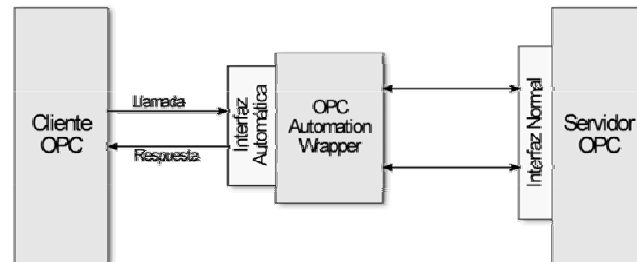 Cliente
OPC
Llamada
Respuesta
Interfaz
Automática
OPC
Automation
Wrapper
Interfaz Normal
Servidor
OPC